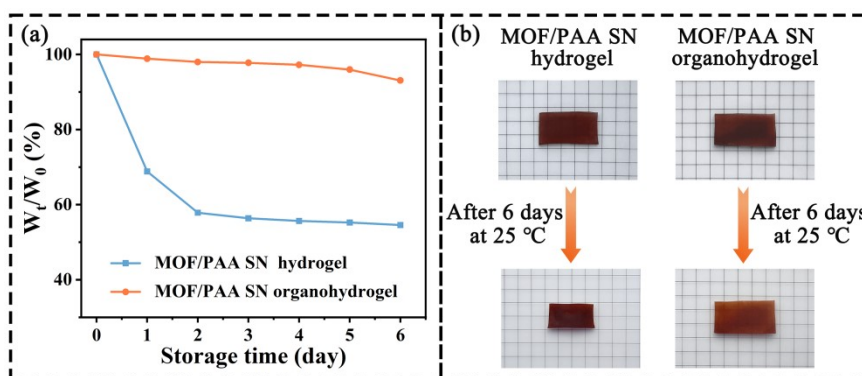 (a)
100
80
60
40
Wt/W0 (%)
MOF/PAA SN hydrogel
MOF/PAA SN organohydrogel
0 1 2 3 4 5 6
Storage time (day)
(b)
MOF/PAA SN
hydrogel
After 6 days
at 25 ℃
MOF/PAA SN
organohydrogel
After 6 days
at 25 ℃